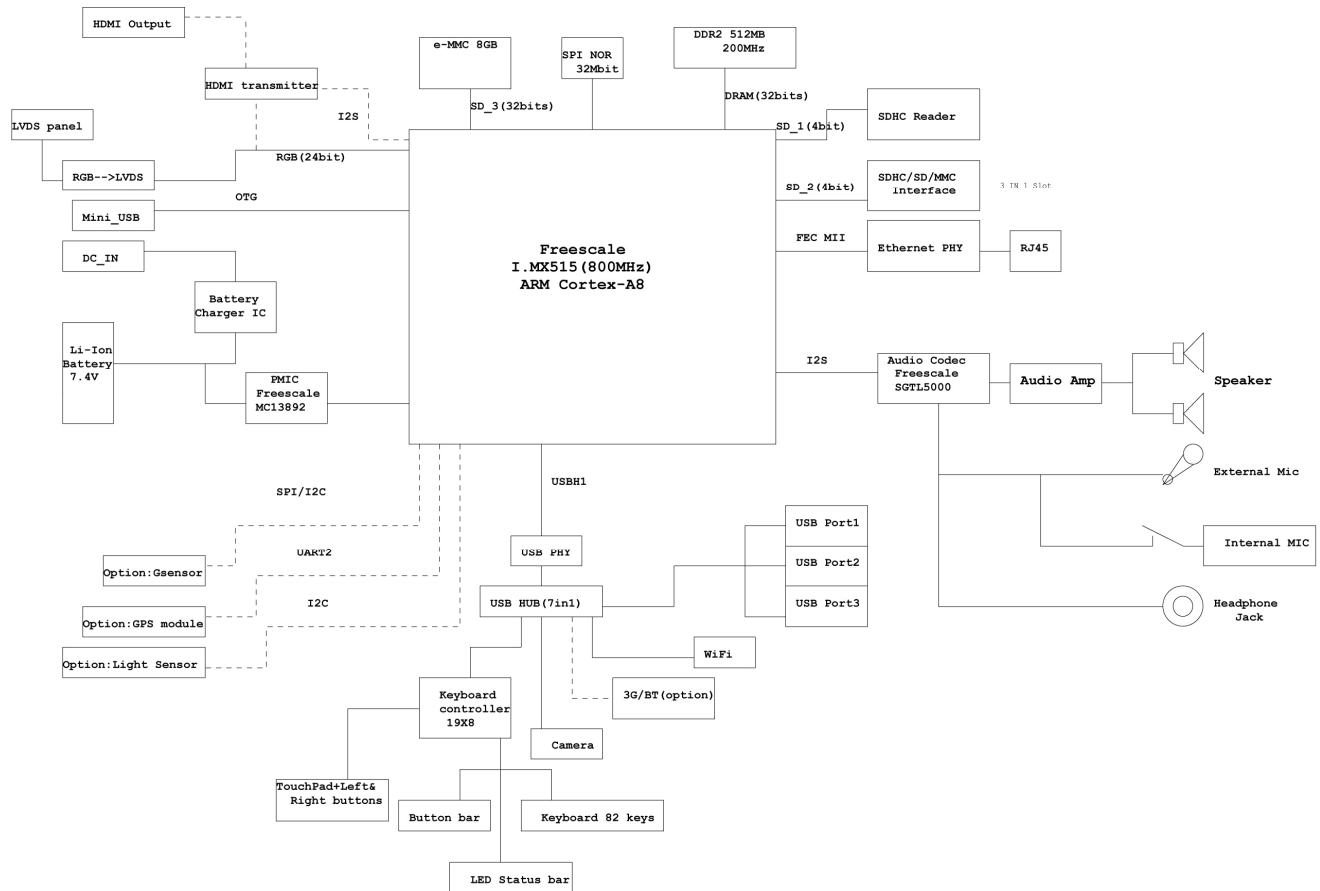 HDMI Output
e-MMC 8GB
SPI NOR
32Mbit
DDR2 512MB
200MHz
HDMI transmitter
I2S
SD_3(32bits)
DRAM(32bits)
SD_1(4bit)
SDHC Reader
LVDS panel
RGB(24bit)
RGB-->LVDS
OTG
Mini_USB
SD_2(4bit)
SDHC/SD/MMC
Interface
3 IN 1 Slot
FEC MII
Ethernet PHY
RJ45
DC_IN
Freescale
I.MX515(800MHz)
ARM Cortex-A8
Battery
Charger IC
Li-Ion
Battery
7.4V
PMIC
Freescale
MC13892
I2S
Audio Codec
Freescale
SGTL5000
Audio Amp
Speaker
External Mic
Internal MIC
Headphone
Jack
SPI/I2C
UART2
I2C
Option:Gsensor
Option:GPS module
Option:Light Sensor
USBH1
USB PHY
USB HUB(7in1)
USB Port1
USB Port2
USB Port3
WiFi
3G/BT(option)
Camera
Keyboard
controller
19X8
TouchPad+Left&
Right buttons
Button bar
Keyboard 82 keys
LED Status bar